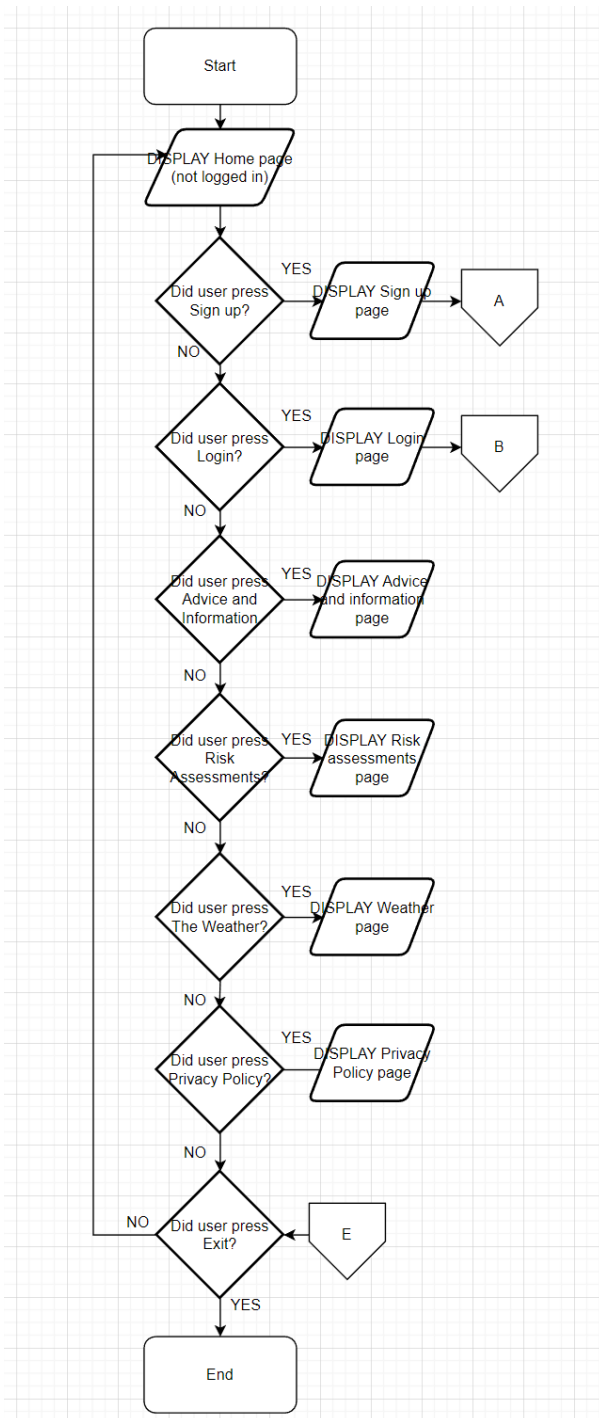 Start
DISPLAY Home page
(not logged in)
Did user press
Sign up?
YES
DISPLAY Sign up
page
A
NO
Did user press
Login?
YES
DISPLAY Login
page
B
NO
Did user press
Advice and
Information
YES
DISPLAY Advice
and information
page
NO
Did user press
Risk
Assessments?
YES
DISPLAY Risk
assessments
page
NO
Did user press
The Weather?
YES
DISPLAY Weather
page
NO
Did user press
Privacy Policy?
YES
DISPLAY Privacy
Policy page
NO
Did user press
Exit?
NO
E
YES
End